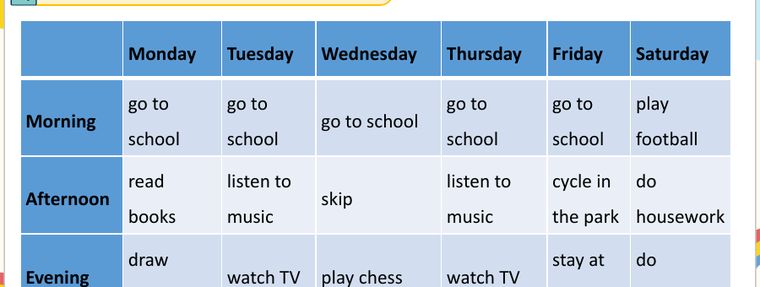 Monday Tuesday Wednesday Thursday Friday Saturday
Morning
go to school
go to school
go to school
go to school
go to school
play football
Afternoon
read books
listen to music
skip
listen to music
cycle in the park
do housework
Evening
draw
watch TV
play chess
watch TV
stay at
do